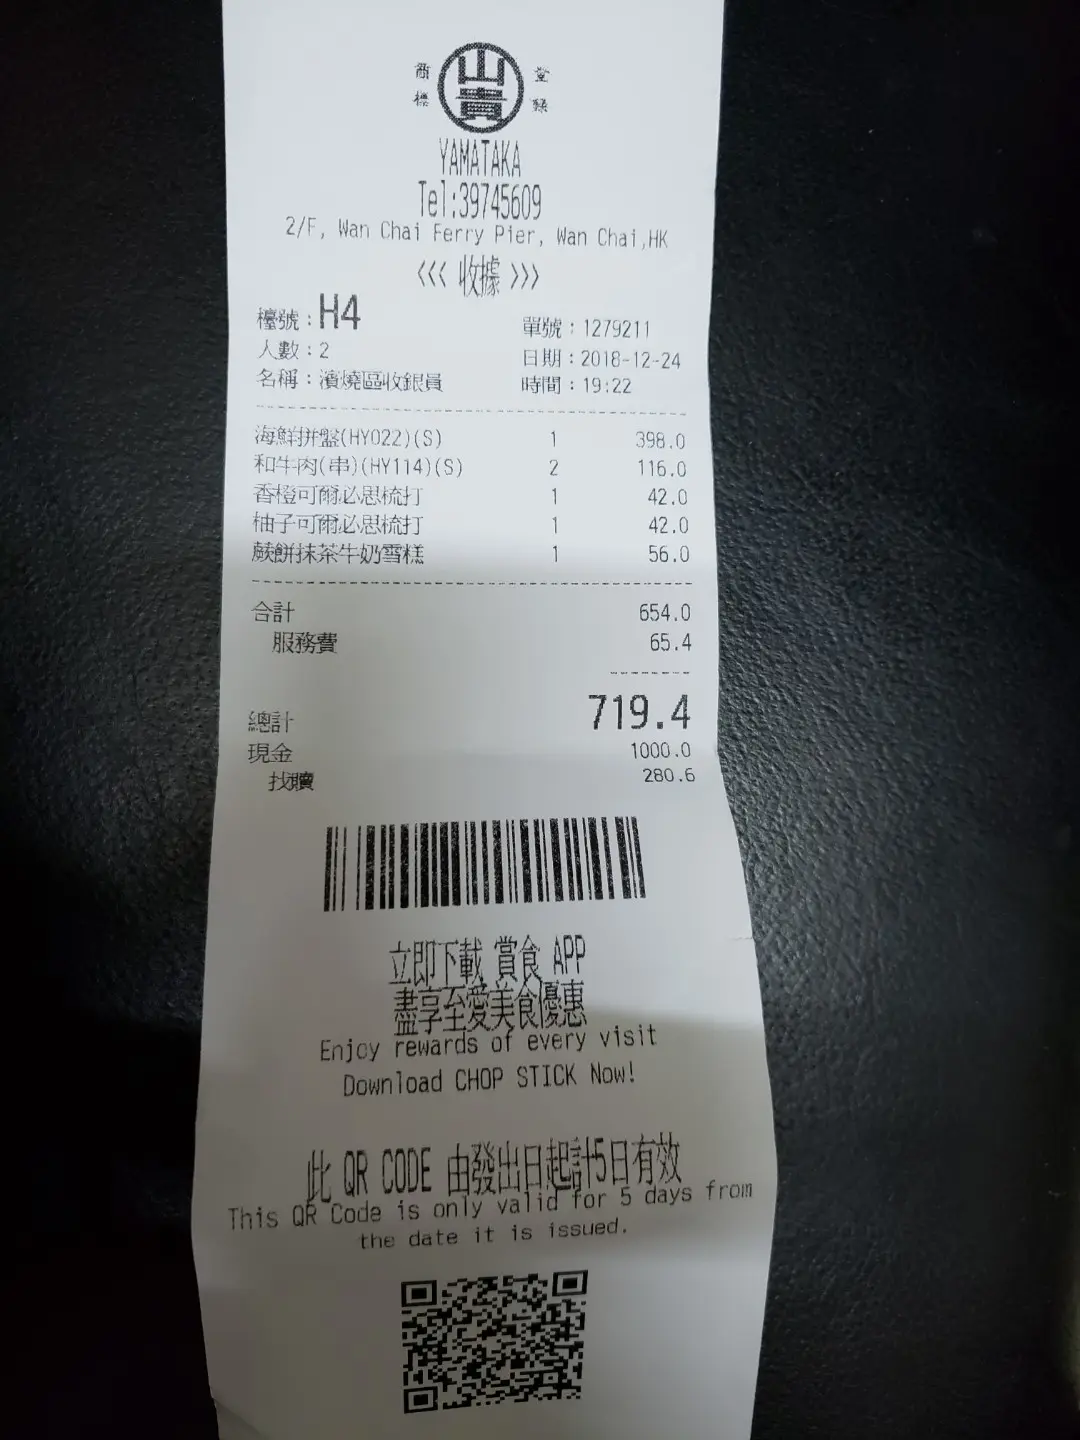 商標 山貴 登錄
YAMATAKA
Tel:39745609
2/F, Wan Chai Ferry Pier, Wan Chai,HK
<<< 收據 >>>
檯號：H4 單號：1279211
人數：2 日期：2018-12-24
名稱：濱燒區收銀員 時間：19:22
海鮮拼盤(HY022)(S) 1 398.0
和牛肉(串)(HY114)(S) 2 116.0
香橙可爾必思梳打 1 42.0
柚子可爾必思梳打 1 42.0
蕨餅抹茶牛奶雪糕 1 56.0
合計 654.0
服務費 65.4
總計 719.4
現金 1000.0
找贖 280.6
立即下載 賞食 APP
盡享至愛美食優惠
Enjoy rewards of every visit
Download CHOP STICK Now!
此 QR CODE 由發出日起計5日有效
This QR Code is only valid for 5 days from
the date it is issued.